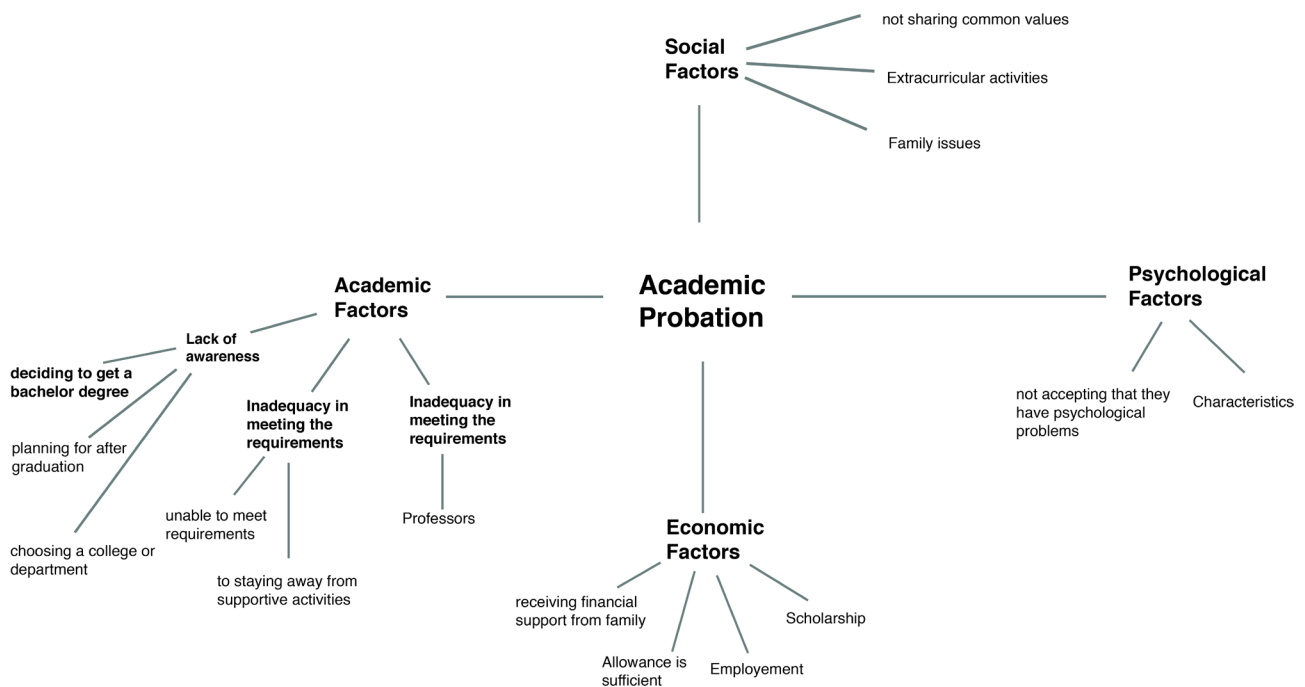 not sharing common values
Social
Factors
Extracurricular activities
Family issues
Academic
Probation
Academic
Factors
Lack of
awareness
deciding to get a
bachelor degree
planning for after
graduation
choosing a college or
department
Inadequacy in
meeting the
requirements
unable to meet
requirements
to staying away from
supportive activities
Inadequacy in
meeting the
requirements
Professors
Psychological
Factors
not accepting that they
have psychological
problems
Characteristics
Economic
Factors
receiving financial
support from family
Allowance is
sufficient
Employement
Scholarship